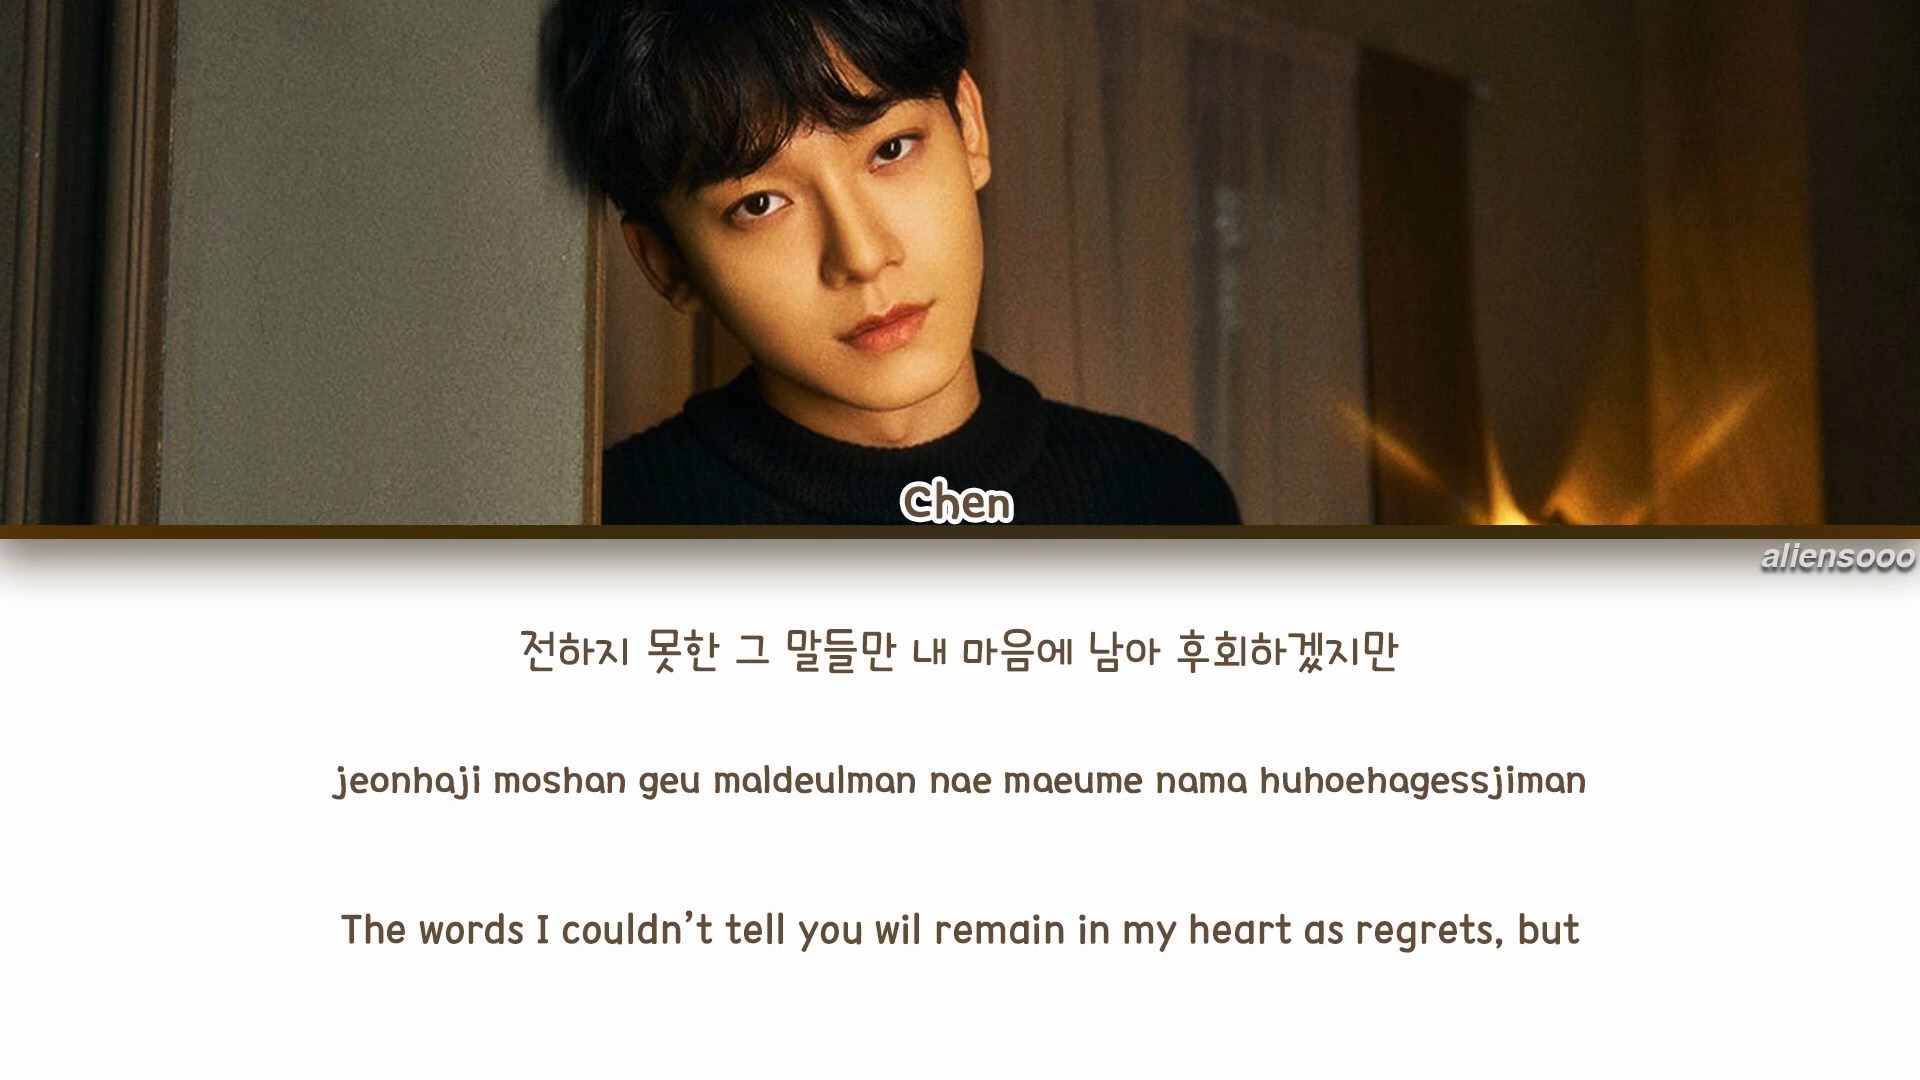 Chen
aliensooo
전하지 못한 그 말들만 내 마음에 남아 후회하겠지만
jeonhaji moshan geu maldeulman nae maeume nama huhoehagessjiman
The words I couldn’t tell you wil remain in my heart as regrets, but